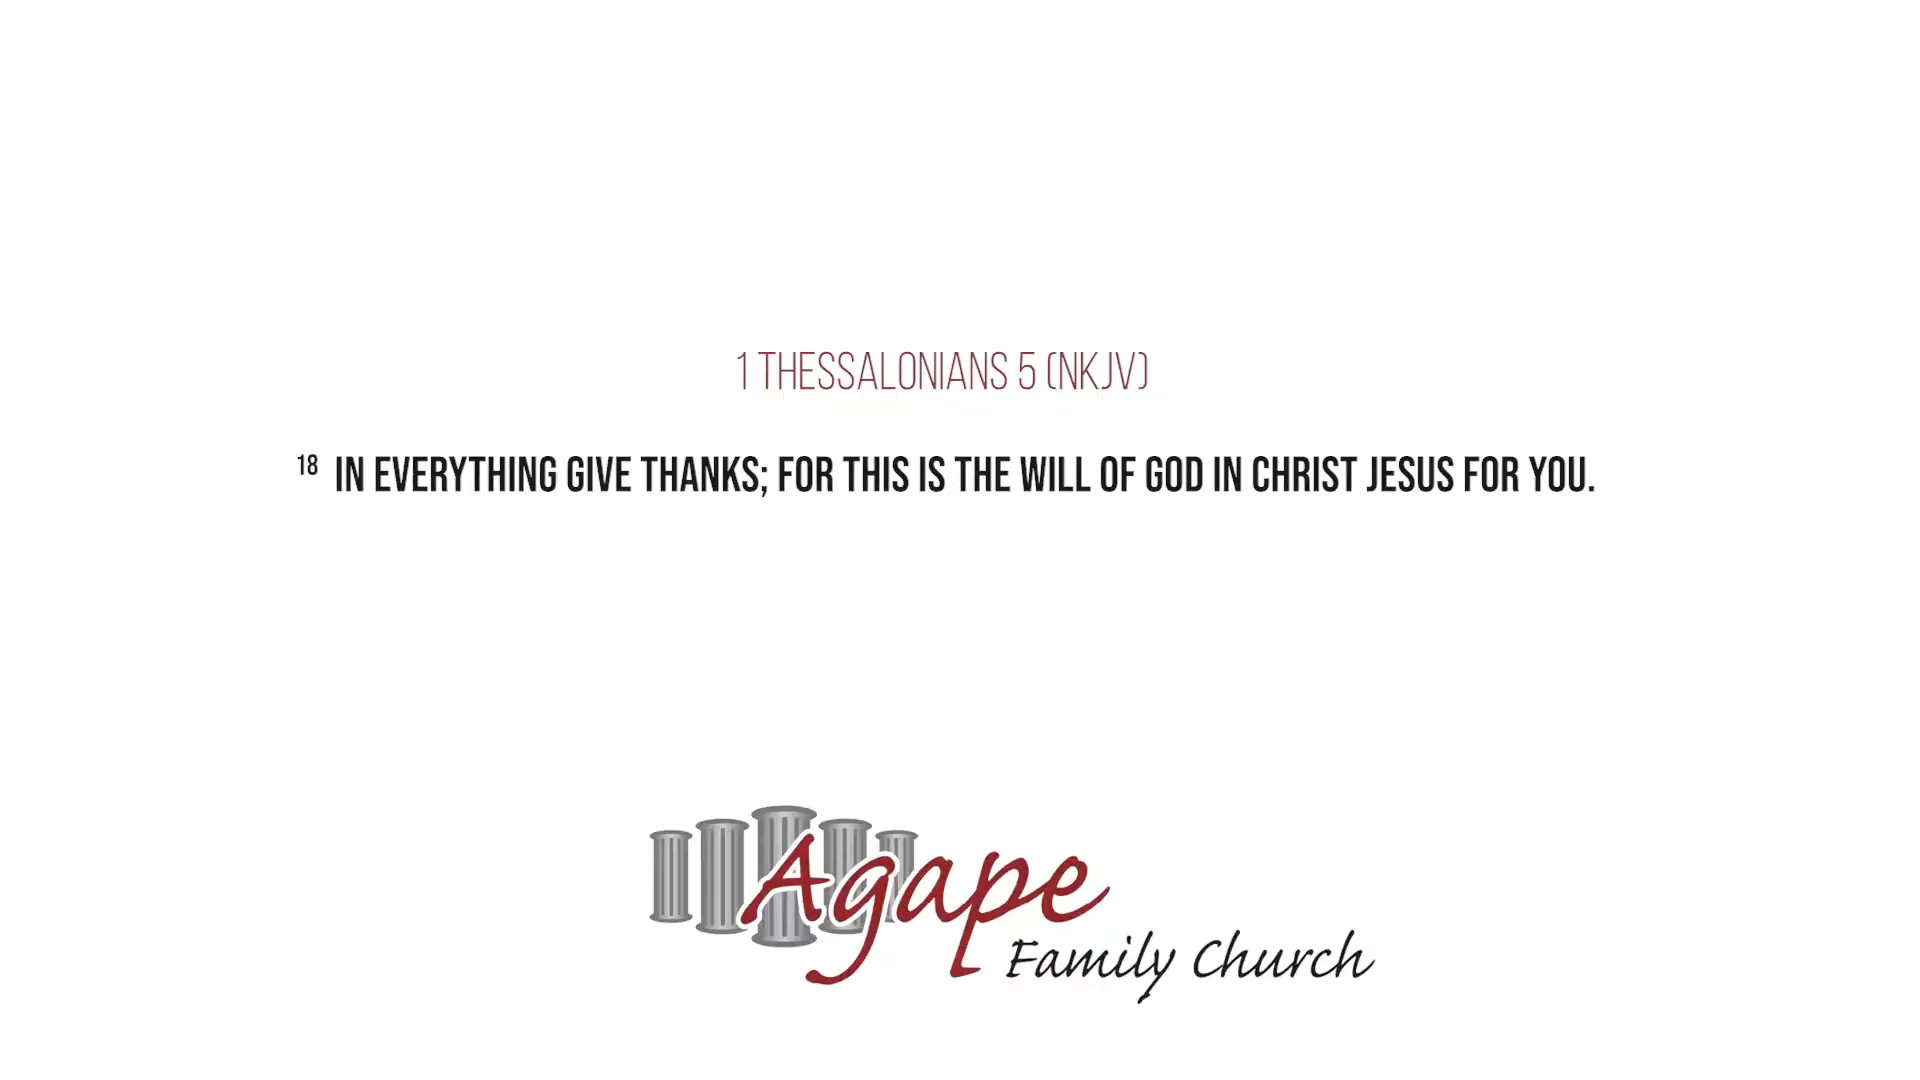 1 THESSALONIANS 5 (NKJV)
18 IN EVERYTHING GIVE THANKS; FOR THIS IS THE WILL OF GOD IN CHRIST JESUS FOR YOU.
Agape
Family Church